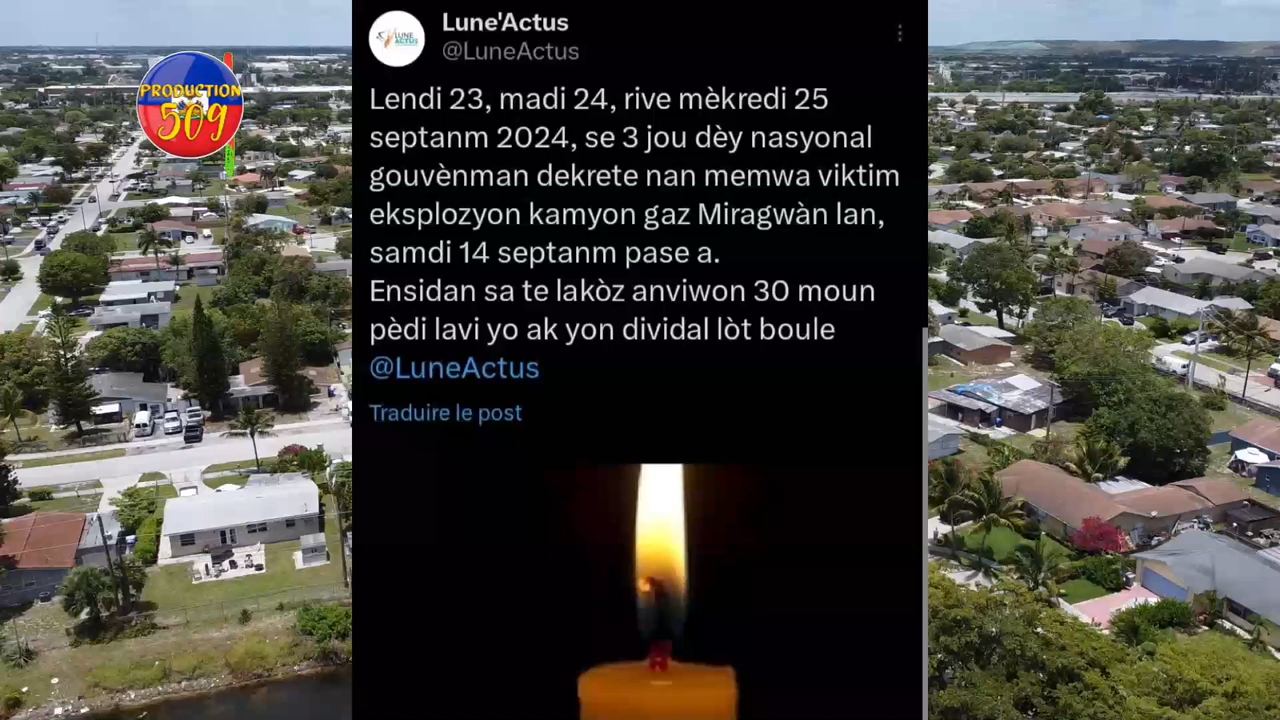 PRODUCTION
509
LUNE
ACTUS
Lune'Actus
@LuneActus
Lendi 23, madi 24, rive mèkredi 25
septanm 2024, se 3 jou dèy nasyonal
gouvènman dekrete nan memwa viktim
eksplozyon kamyon gaz Miragwàn lan,
samdi 14 septanm pase a.
Ensidan sa te lakòz anviwon 30 moun
pèdi lavi yo ak yon dividal lòt boule
@LuneActus
Traduire le post